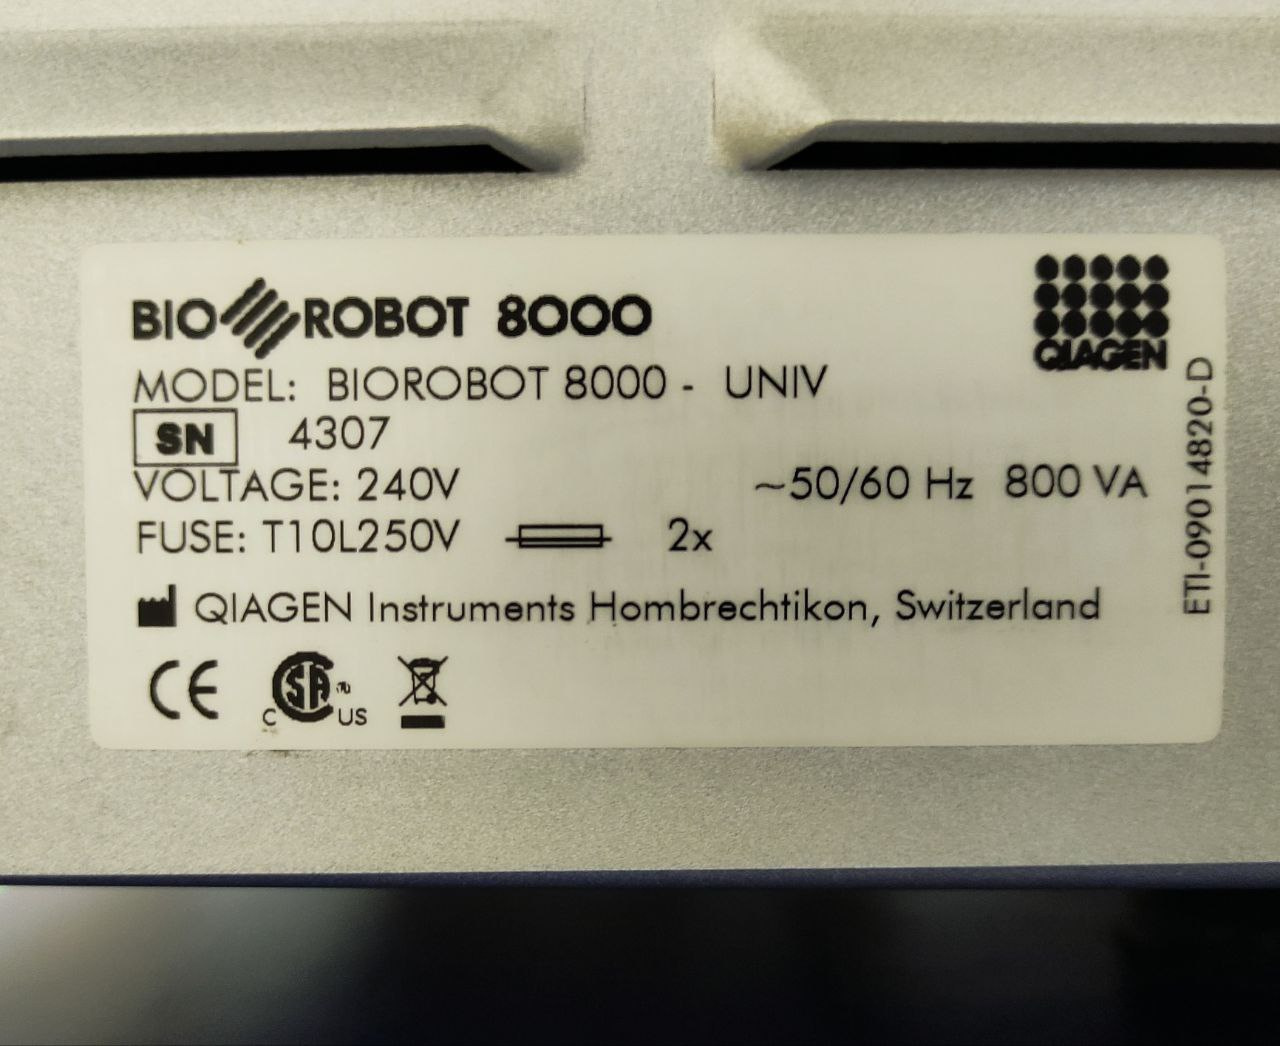 BIO ROBOT 8000
QIAGEN
MODEL: BIOROBOT 8000 - UNIV
SN 4307
VOLTAGE: 240V ~50/60 Hz 800 VA
FUSE: T10L250V 2x
QIAGEN Instruments Hombrechtikon, Switzerland
CE C SA US
ETI-09014820-D